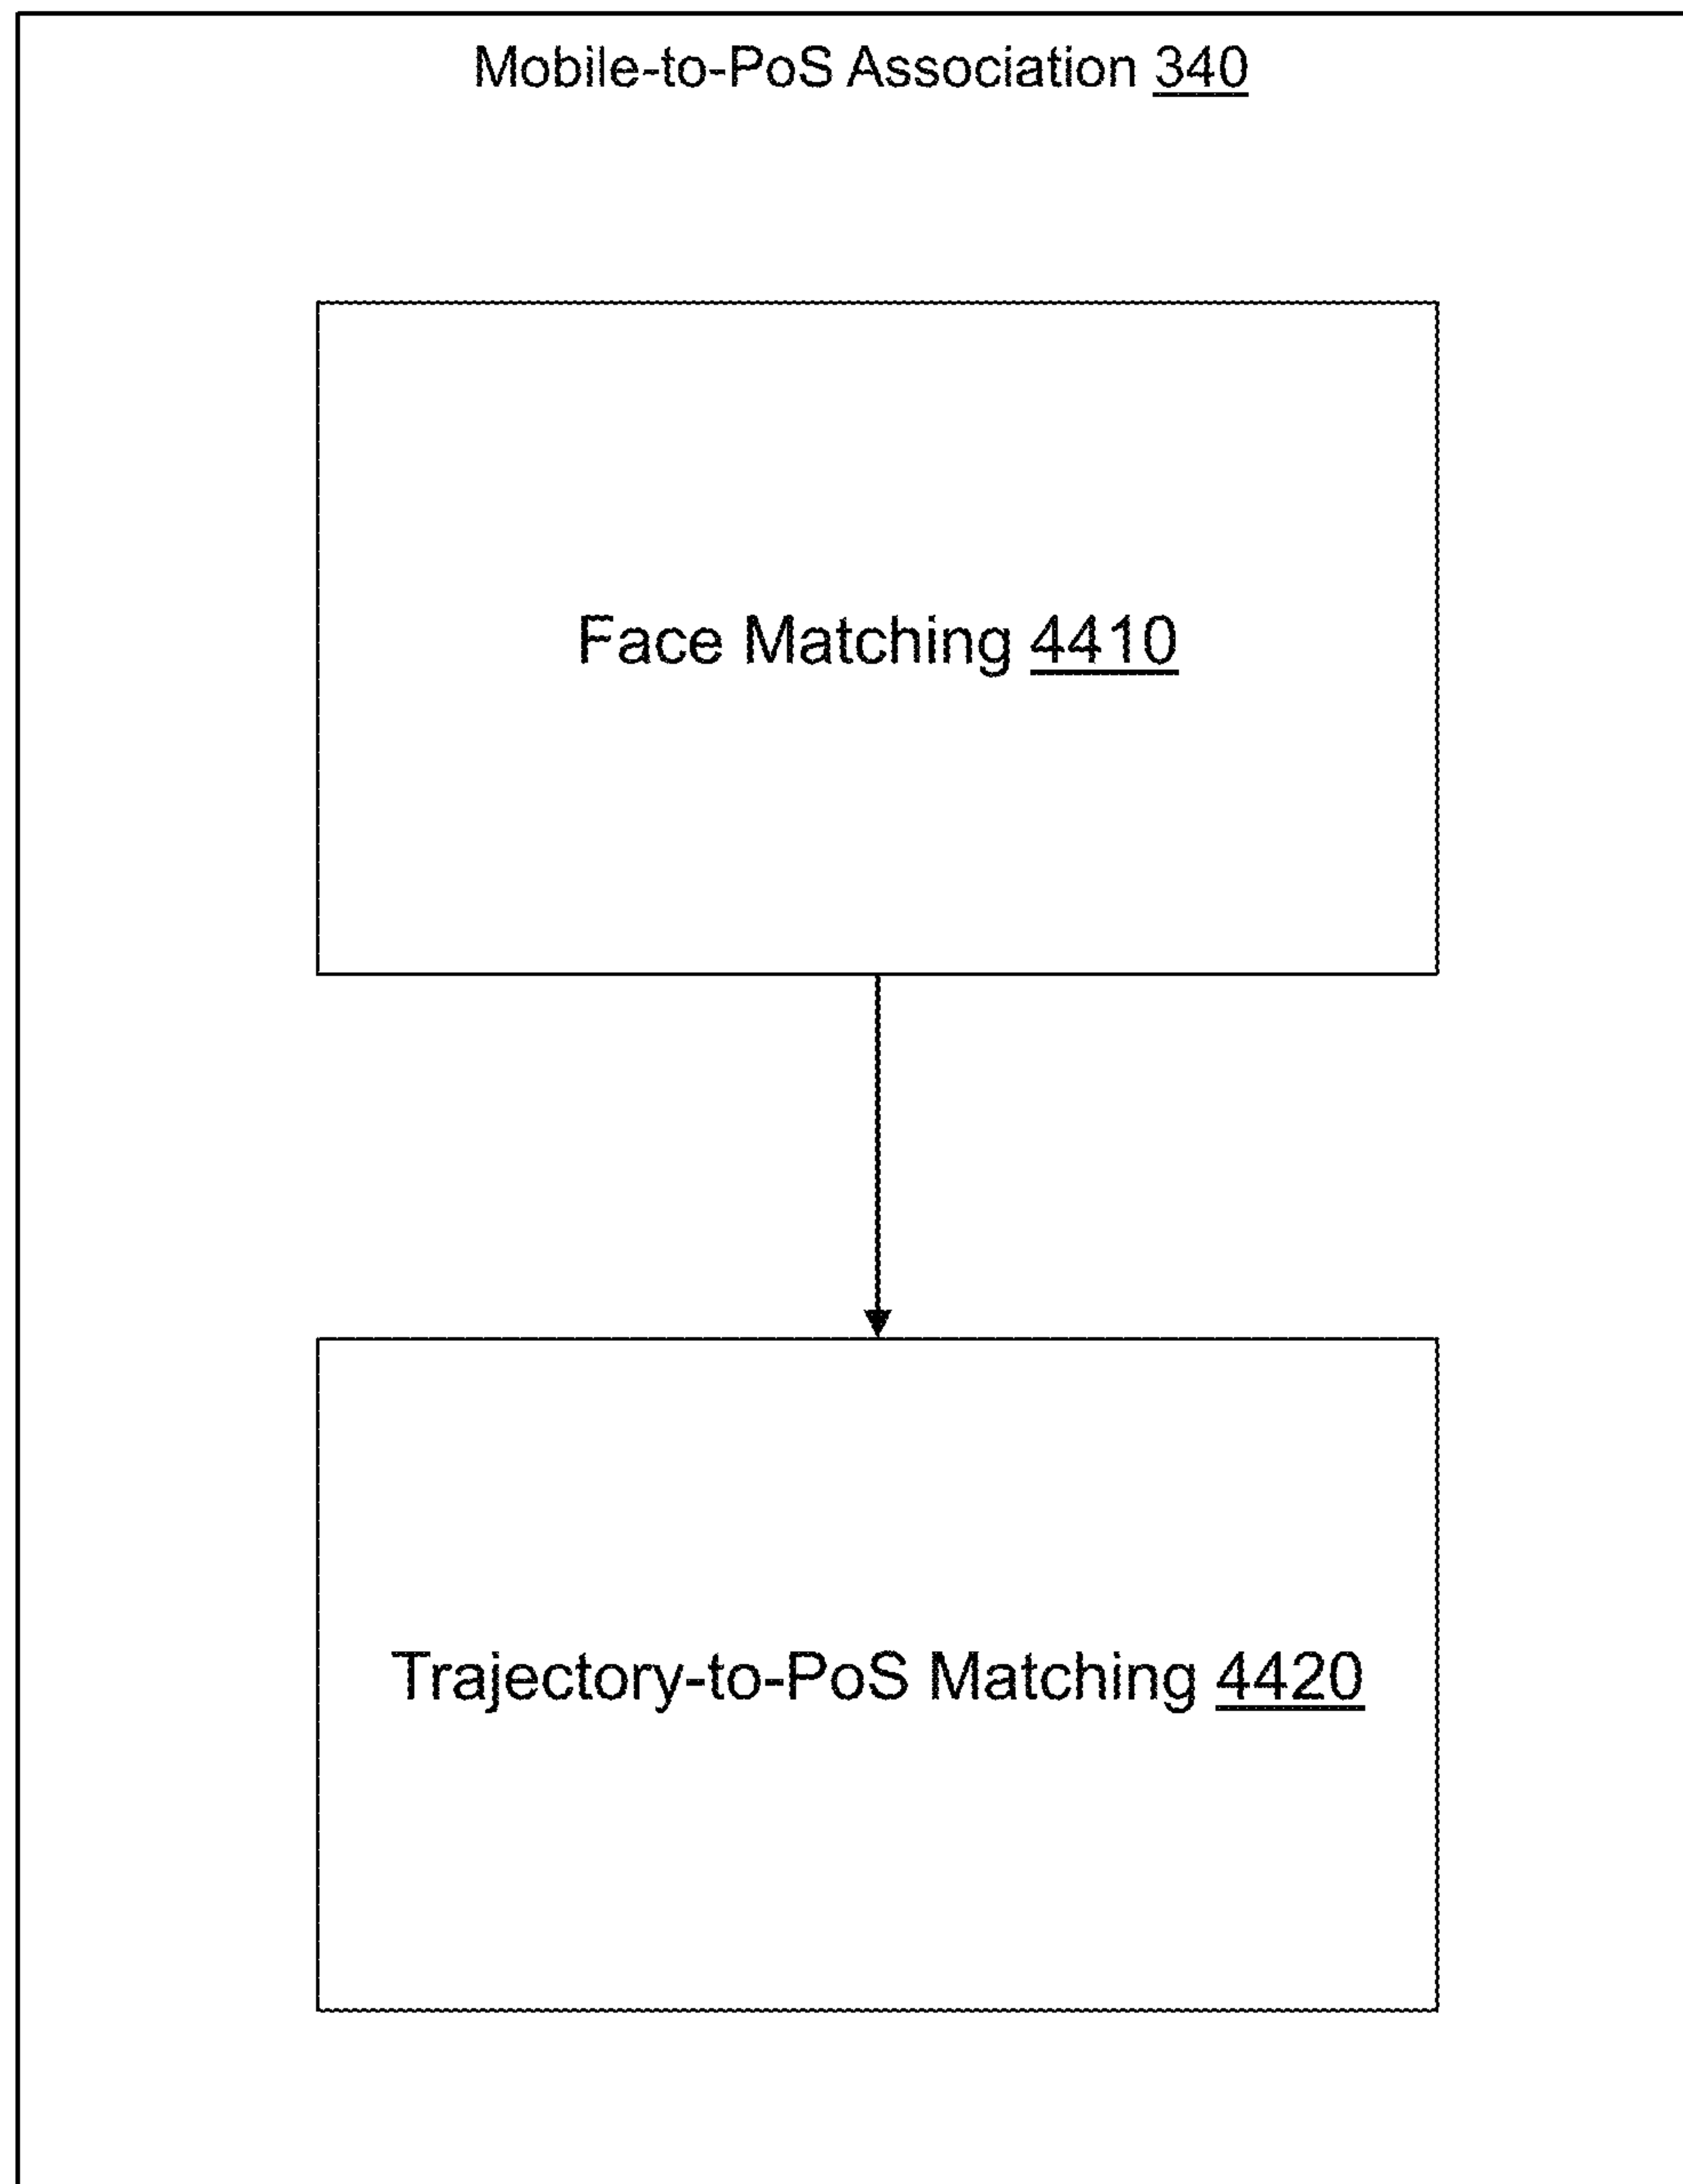 Mobile-to-PoS Association 340
Face Matching 4410
Trajectory-to-PoS Matching 4420